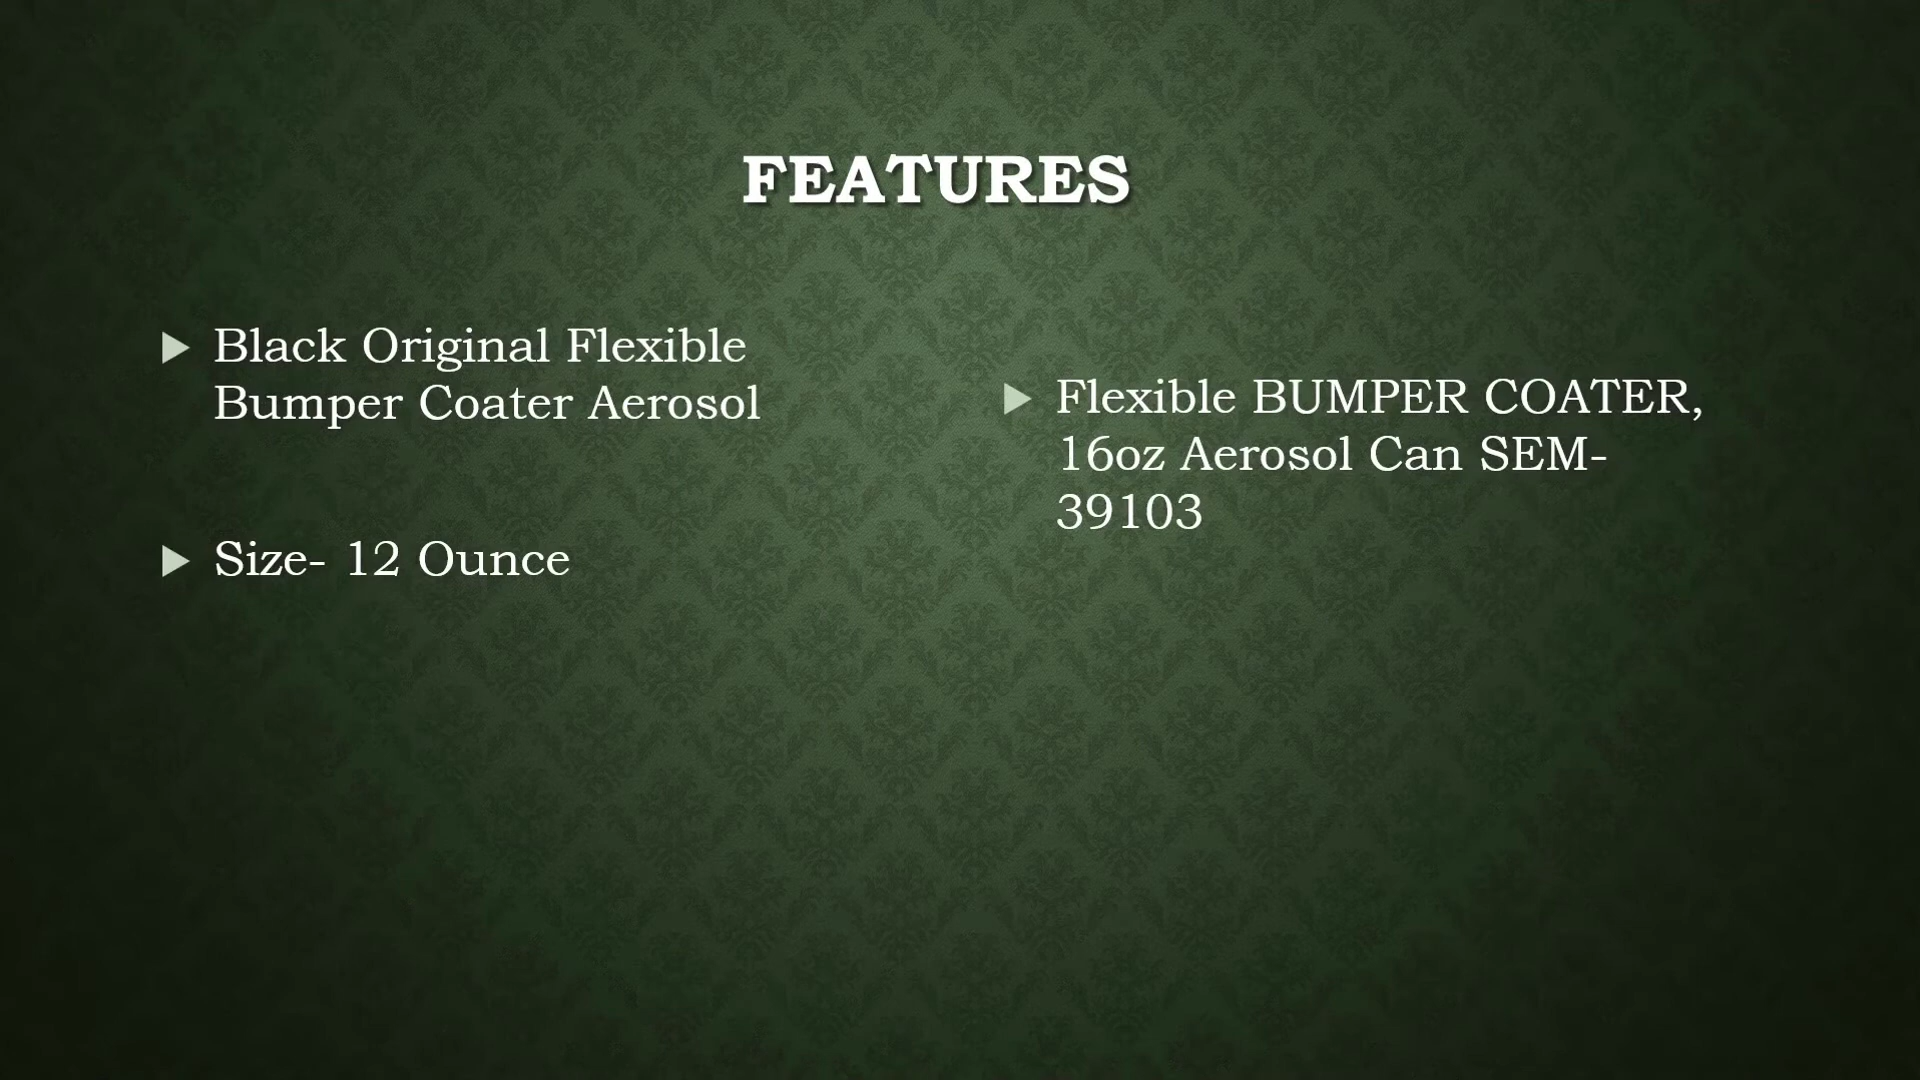 FEATURES
Black Original Flexible
Bumper Coater Aerosol
Size- 12 Ounce
Flexible BUMPER COATER,
16oz Aerosol Can SEM-
39103